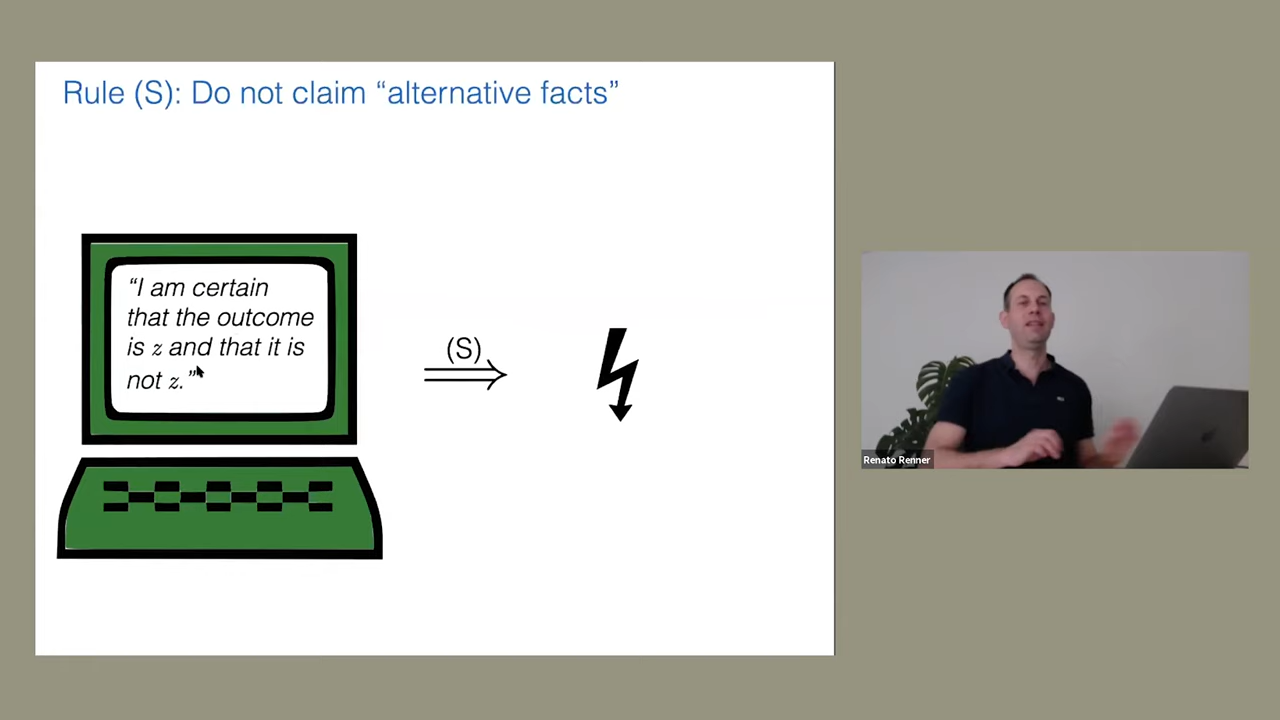 Rule (S): Do not claim “alternative facts”
“I am certain
that the outcome
is z and that it is
not z.”
(S)
Renato Renner